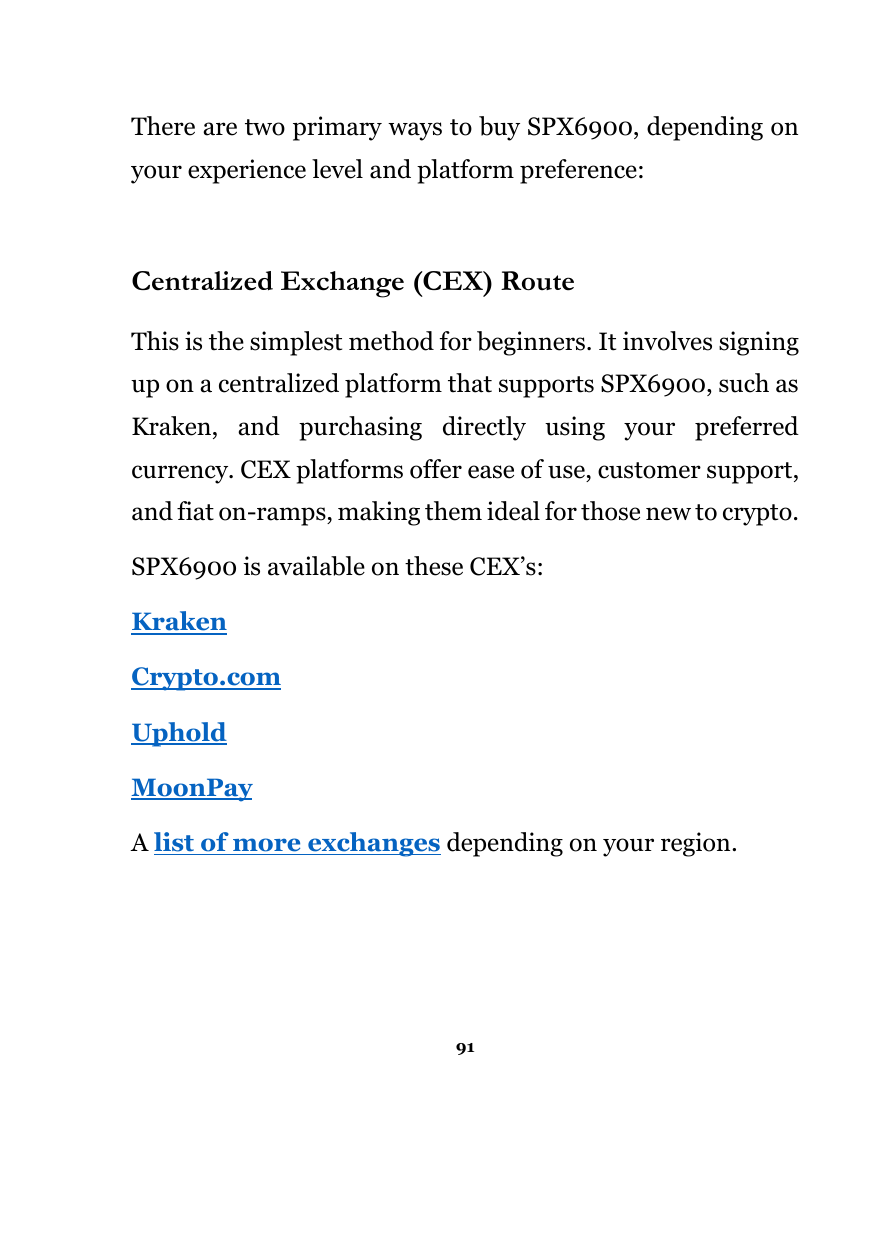 There are two primary ways to buy SPX6900, depending on
your experience level and platform preference:
Centralized Exchange (CEX) Route
This is the simplest method for beginners. It involves signing
up on a centralized platform that supports SPX6900, such as
Kraken, and purchasing directly using your preferred
currency. CEX platforms offer ease of use, customer support,
and fiat on-ramps, making them ideal for those new to crypto.
SPX6900 is available on these CEX’s:
Kraken
Crypto.com
Uphold
MoonPay
A list of more exchanges depending on your region.
91